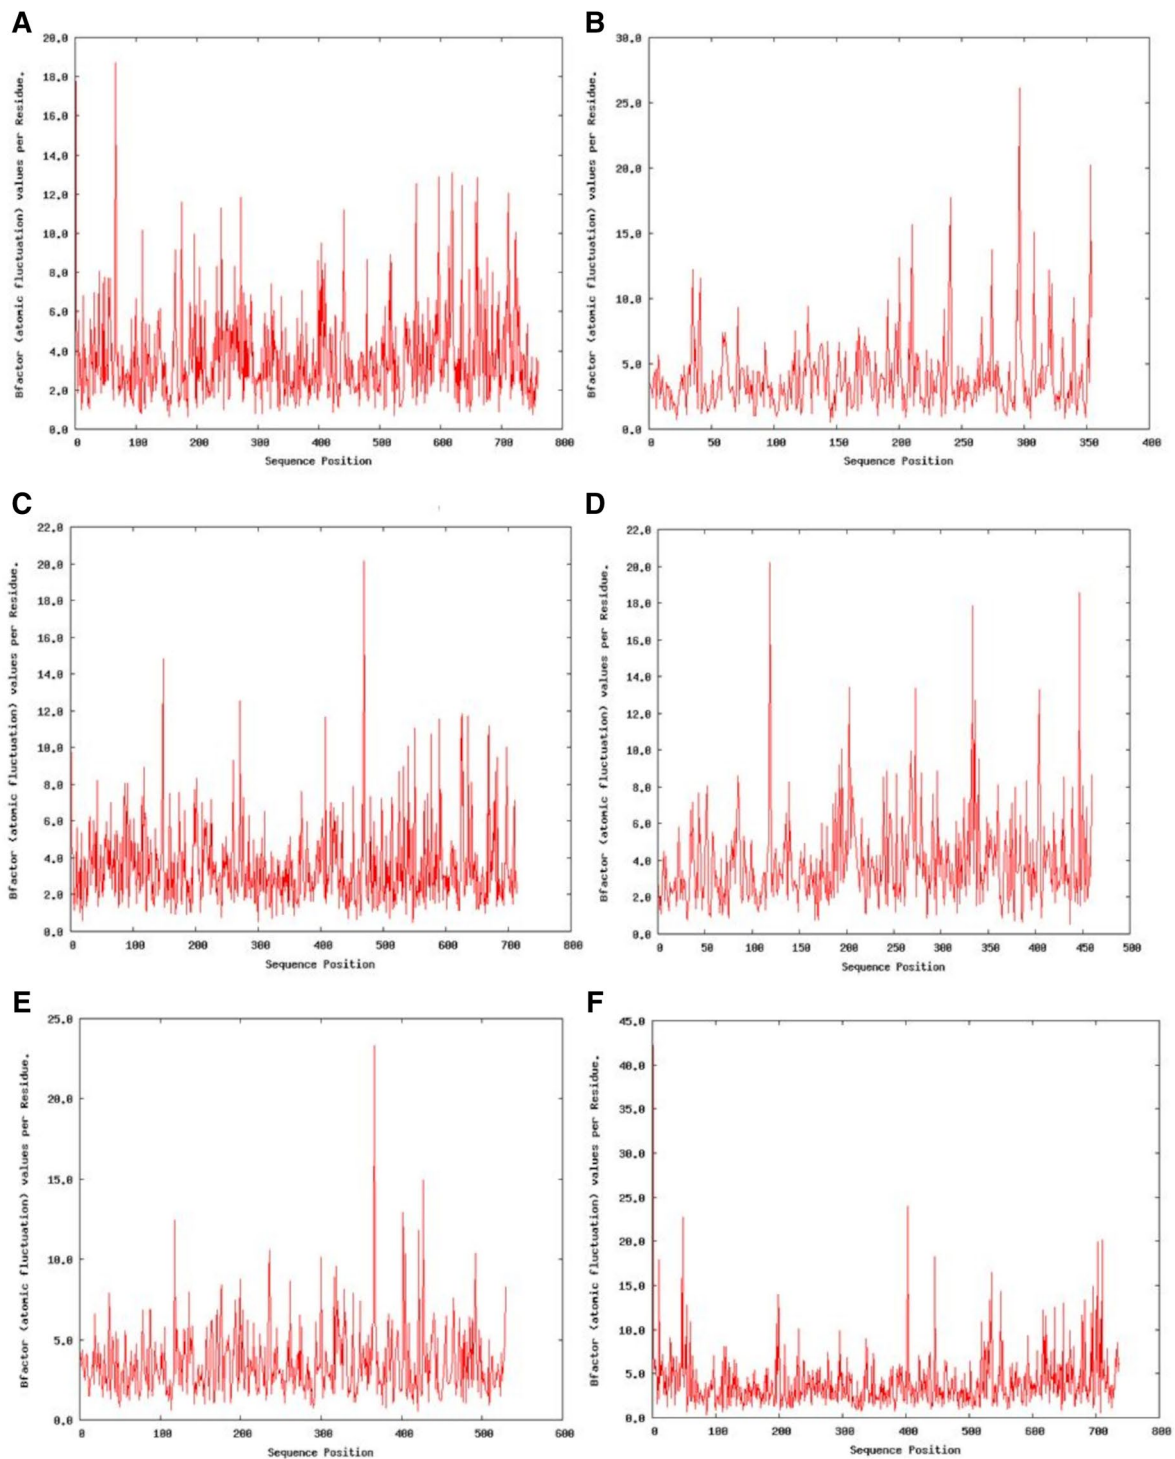 A
Bfactor (atomic fluctuation) values per Residue.
20.0
18.0
16.0
14.0
12.0
10.0
8.0
6.0
4.0
2.0
0.0
0 100 200 300 400 500 600 700 800
Sequence Position
B
Bfactor (atomic fluctuation) values per Residue.
30.0
25.0
20.0
15.0
10.0
5.0
0.0
0 50 100 150 200 250 300 350 400
Sequence Position
C
Bfactor (atomic fluctuation) values per Residue.
22.0
20.0
18.0
16.0
14.0
12.0
10.0
8.0
6.0
4.0
2.0
0.0
0 100 200 300 400 500 600 700 800
Sequence Position
D
Bfactor (atomic fluctuation) values per Residue.
22.0
20.0
18.0
16.0
14.0
12.0
10.0
8.0
6.0
4.0
2.0
0.0
0 50 100 150 200 250 300 350 400 450 500
Sequence Position
E
Bfactor (atomic fluctuation) values per Residue.
25.0
20.0
15.0
10.0
5.0
0.0
0 100 200 300 400 500 600
Sequence Position
F
Bfactor (atomic fluctuation) values per Residue.
45.0
40.0
35.0
30.0
25.0
20.0
15.0
10.0
5.0
0.0
0 100 200 300 400 500 600 700 800
Sequence Position